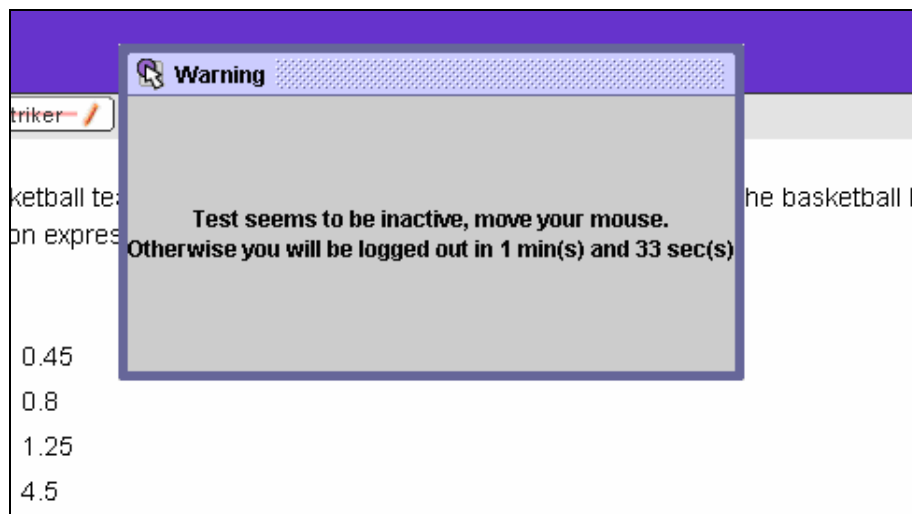 Warning
triker
ketball tea
he basketball
on expres
Test seems to be inactive, move your mouse.
Otherwise you will be logged out in 1 min(s) and 33 sec(s)
0.45
0.8
1.25
4.5